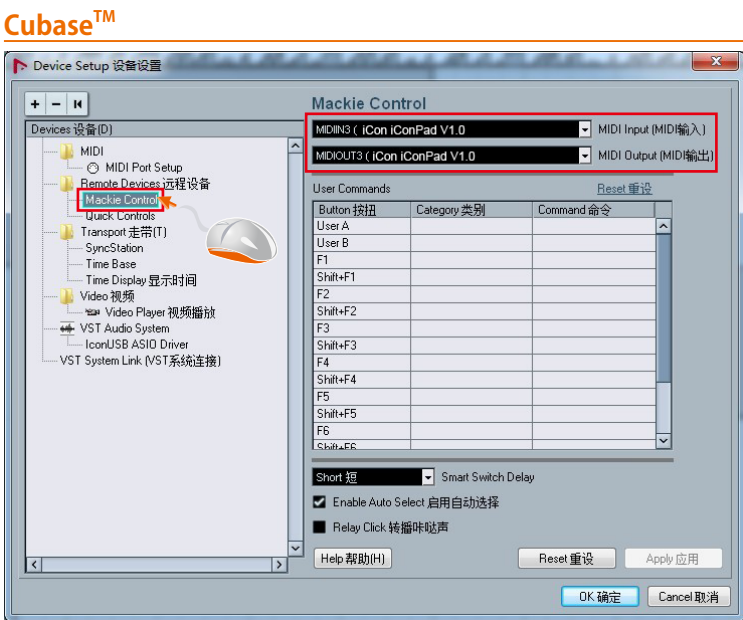 Cubase™
Device Setup 设备设置
Mackie Control
Devices 设备(D)
MIDI
MIDI Port Setup
Remote Devices 远程设备
Mackie Control
Quick Controls
Transport 走带(T)
SyncStation
Time Base
Time Display 显示时间
Video 视频
Video Player 视频播放
VST Audio System
IconUSB ASIO Driver
VST System Link (VST系统连接)
MIDIIN3 ( iCon iConPad V1.0
MIDI Input (MIDI输入)
MIDIOUT3 ( iCon iConPad V1.0
MIDI Output (MIDI输出)
User Commands
Reset 重设
Button 按扭 Category 类别 Command 命令
User A
User B
F1
Shift+F1
F2
Shift+F2
F3
Shift+F3
F4
Shift+F4
F5
Shift+F5
F6
Shift+F6
Short 短
Smart Switch Delay
Enable Auto Select 启用自动选择
Relay Click 转播咔哒声
Help 帮助(H)
Reset 重设
Apply 应用
OK 确定
Cancel 取消